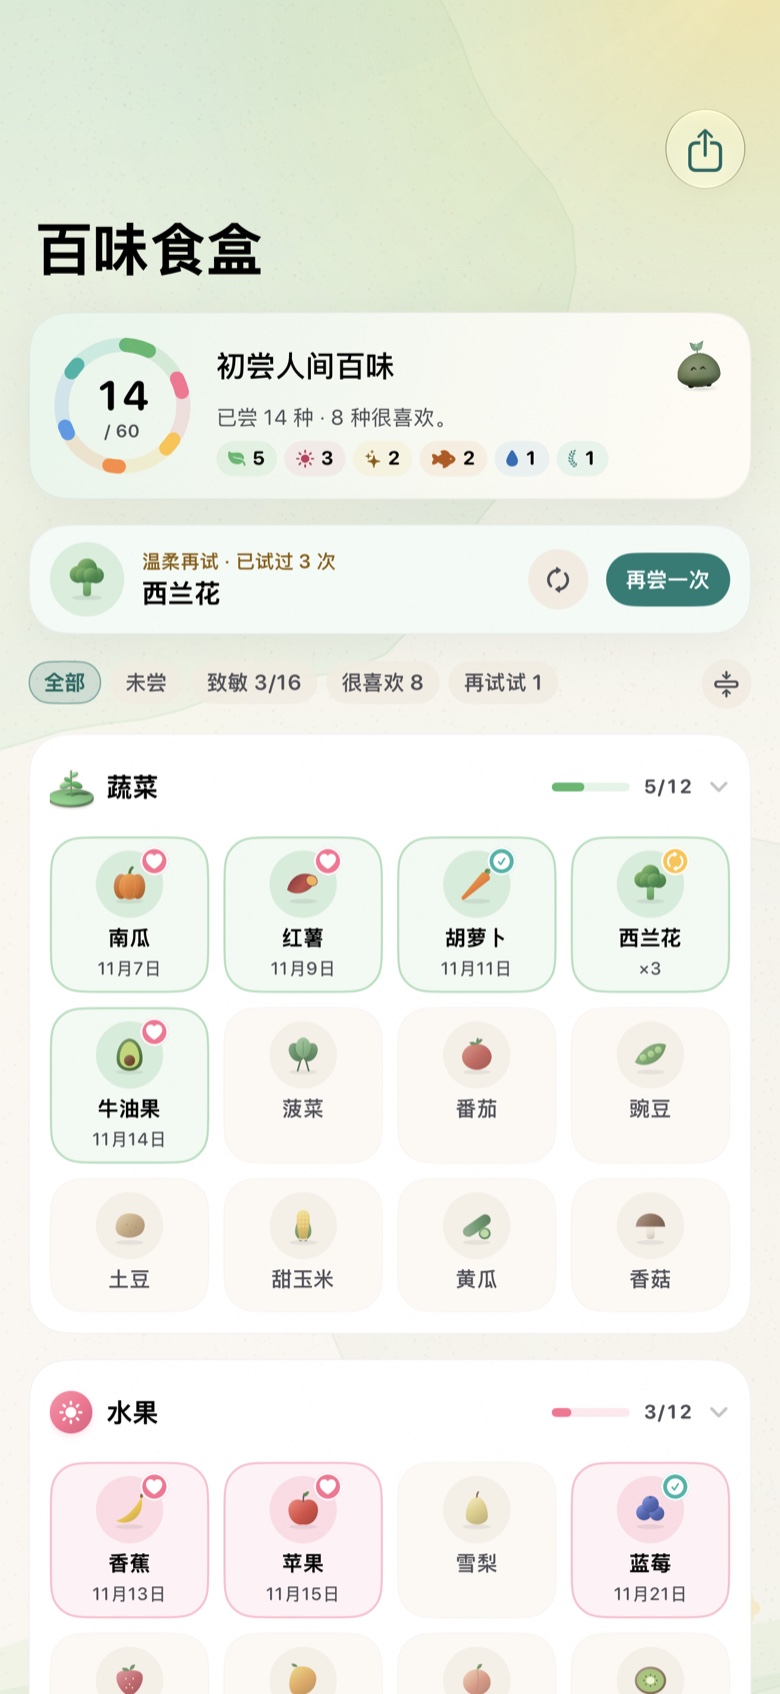 百味食盒
初尝人间百味
14
/ 60
已尝 14 种 · 8 种很喜欢。
5 3 2 2 1 1
温柔再试 · 已试过 3 次
西兰花
再尝一次
全部 未尝 致敏 3/16 很喜欢 8 再试试 1
蔬菜 5/12
南瓜 红薯 胡萝卜 西兰花
11月7日 11月9日 11月11日 ×3
牛油果 菠菜 番茄 豌豆
11月14日
土豆 甜玉米 黄瓜 香菇
水果 3/12
香蕉 苹果 雪梨 蓝莓
11月13日 11月15日 11月21日